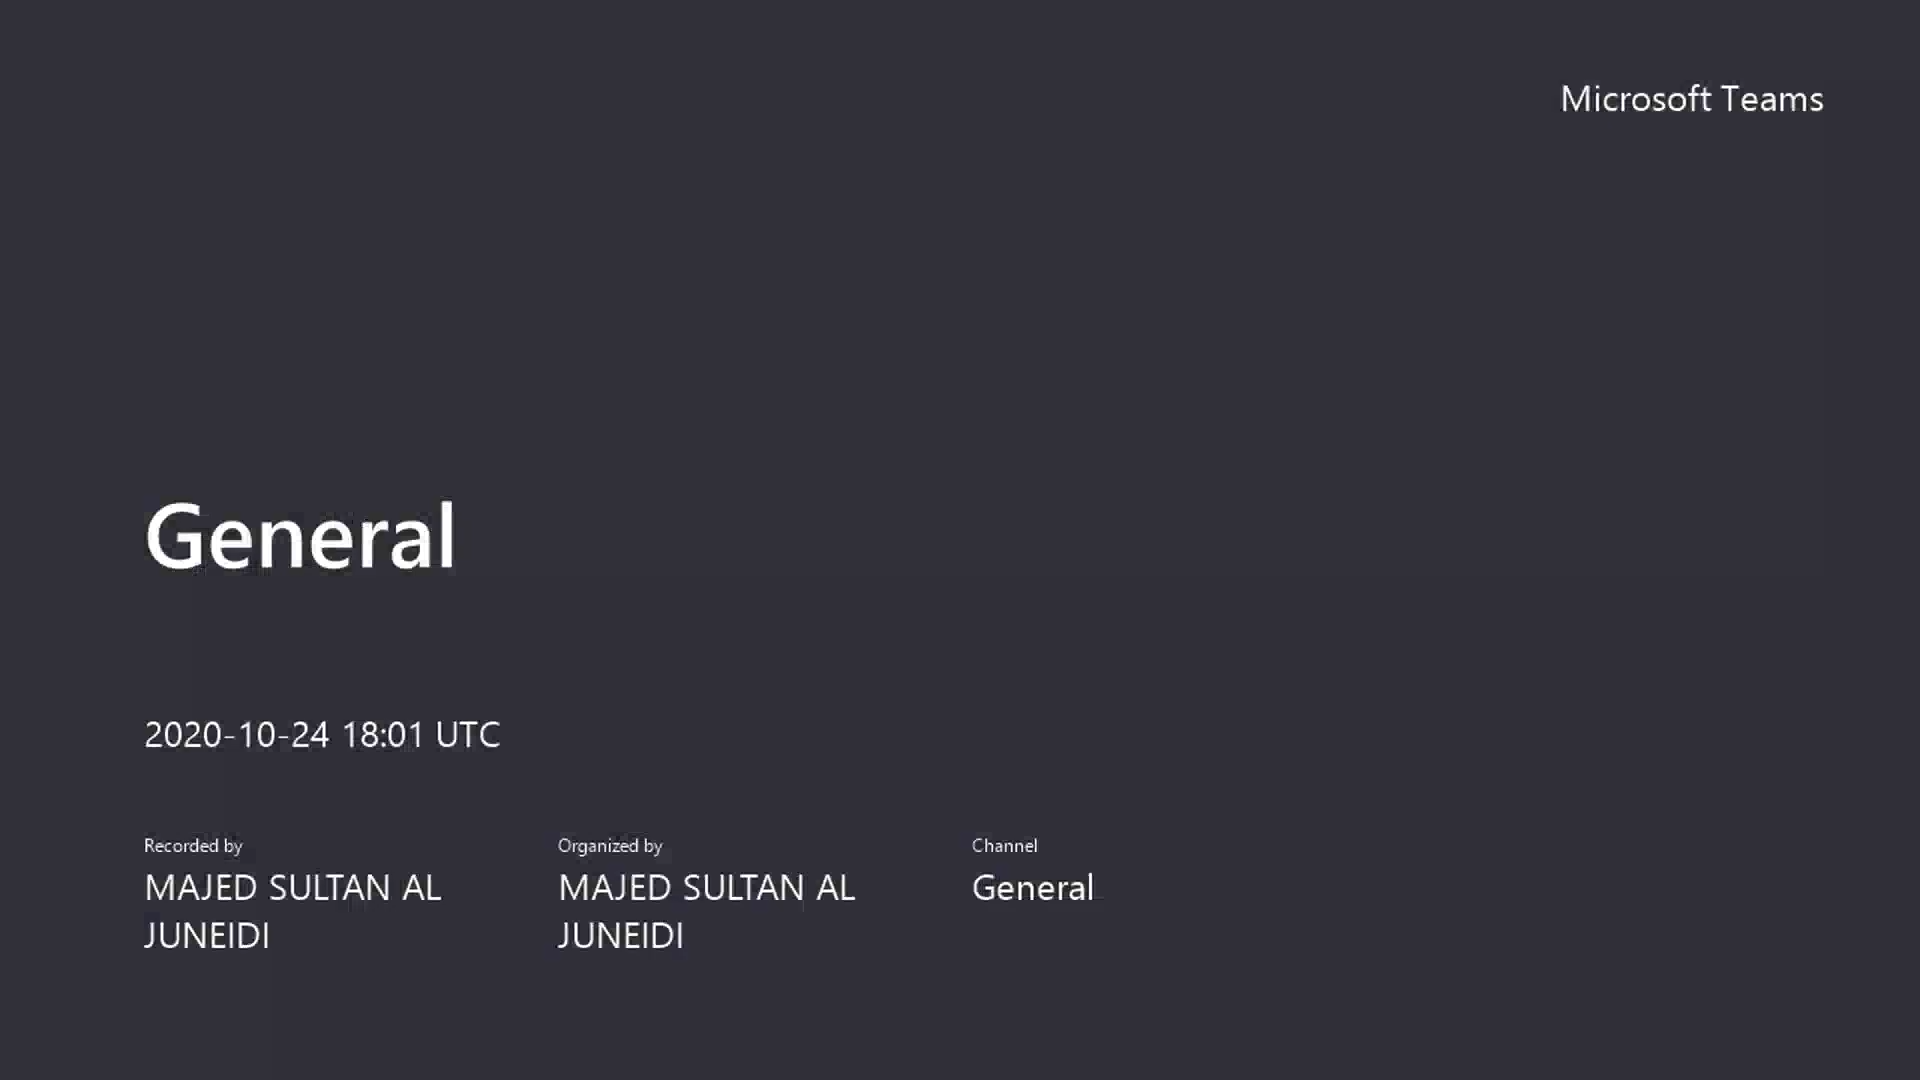 Microsoft Teams
General
2020-10-24 18:01 UTC
Recorded by
MAJED SULTAN AL
JUNEIDI
Organized by
MAJED SULTAN AL
JUNEIDI
Channel
General